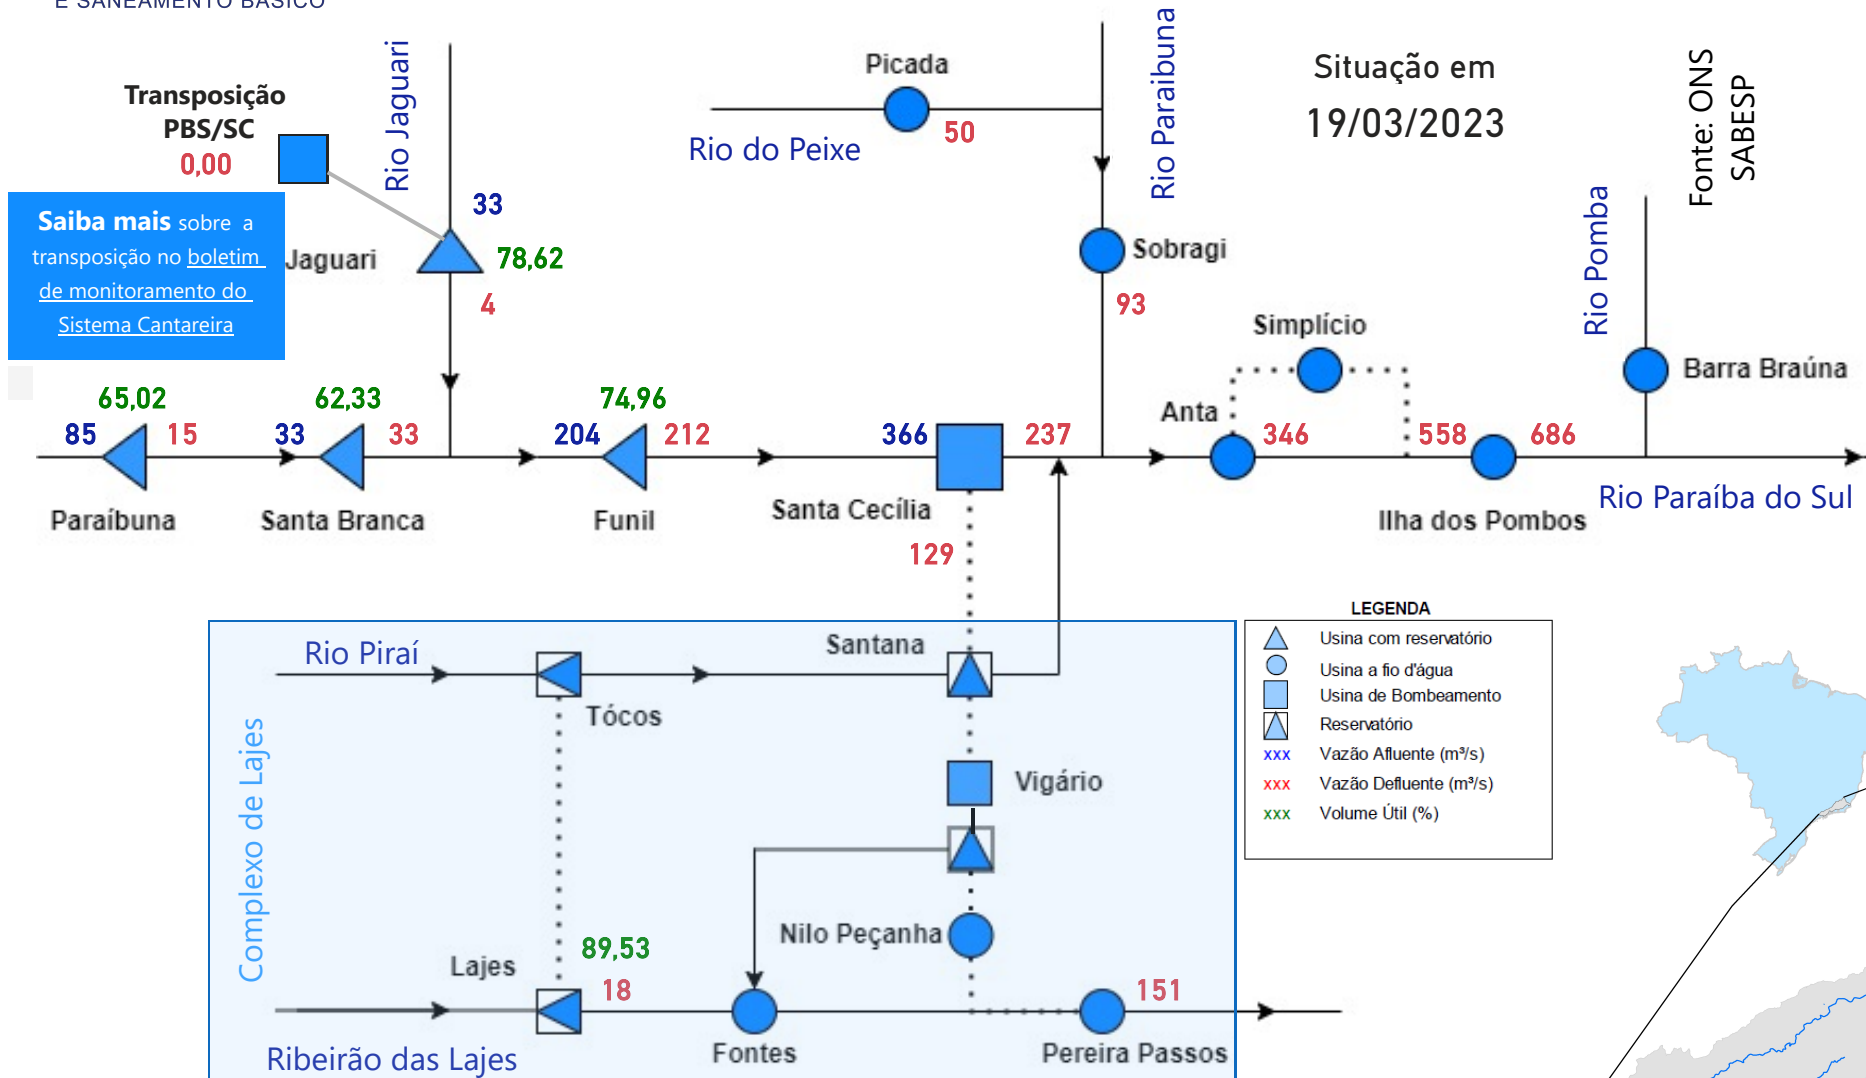 E SANEAMENTO BÁSICO
Transposição
PBS/SC
0,00
Rio Jaguari
Picada
50
Rio do Peixe
Rio Paraibuna
Situação em
19/03/2023
Fonte: ONS
SABESP
Saiba mais sobre a
transposição no boletim
de monitoramento do
Sistema Cantareira
33
Jaguari
78,62
4
Sobragi
93
Rio Pomba
Simplício
Barra Braúna
65,02
85
15
Paraíbuna
62,33
33
33
Santa Branca
74,96
204
212
Funil
366
237
Santa Cecília
129
Anta
346
558
686
Ilha dos Pombos
Rio Paraíba do Sul
Complexo de Lajes
Rio Piraí
Tócos
Santana
Vigário
Nilo Peçanha
89,53
Lajes
18
Fontes
151
Pereira Passos
Ribeirão das Lajes
LEGENDA
Usina com reservatório
Usina a fio d'água
Usina de Bombeamento
Reservatório
xxx Vazão Afluente (m³/s)
xxx Vazão Defluente (m³/s)
xxx Volume Útil (%)